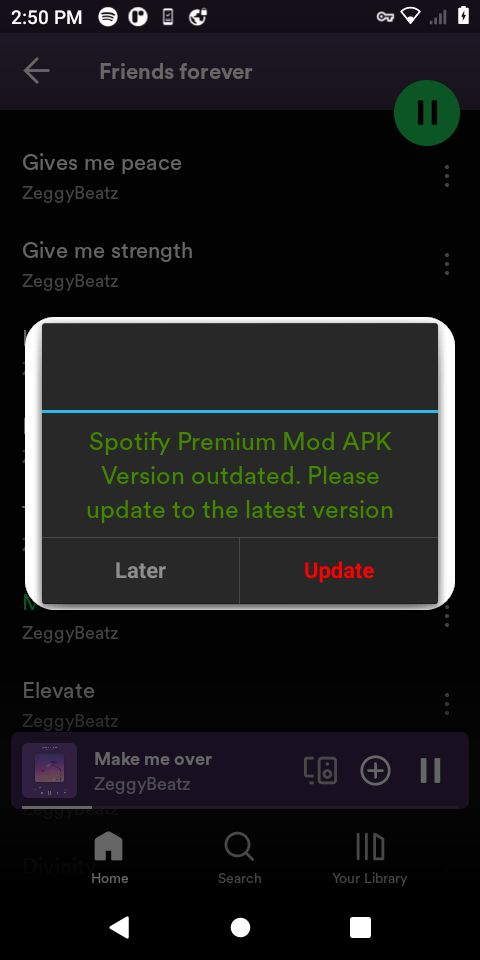 2:50 PM
Friends forever
Gives me peace
ZeggyBeatz
Give me strength
ZeggyBeatz
Spotify Premium Mod APK
Version outdated. Please
update to the latest version
Later
Update
ZeggyBeatz
Elevate
ZeggyBeatz
Make me over
ZeggyBeatz
ZeggyBeatz
Divinity
Home
Search
Your Library